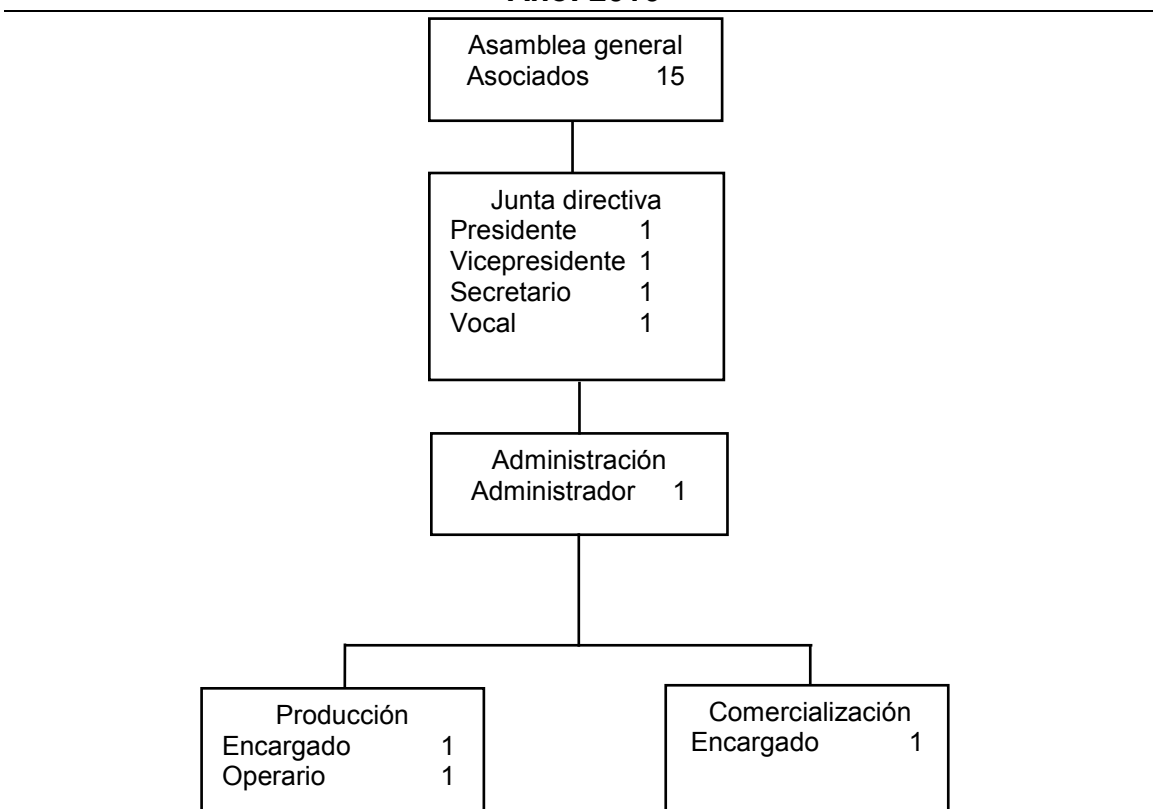 Asamblea general
Asociados 15
Junta directiva
Presidente 1
Vicepresidente 1
Secretario 1
Vocal 1
Administración
Administrador 1
Producción
Encargado 1
Operario 1
Comercialización
Encargado 1